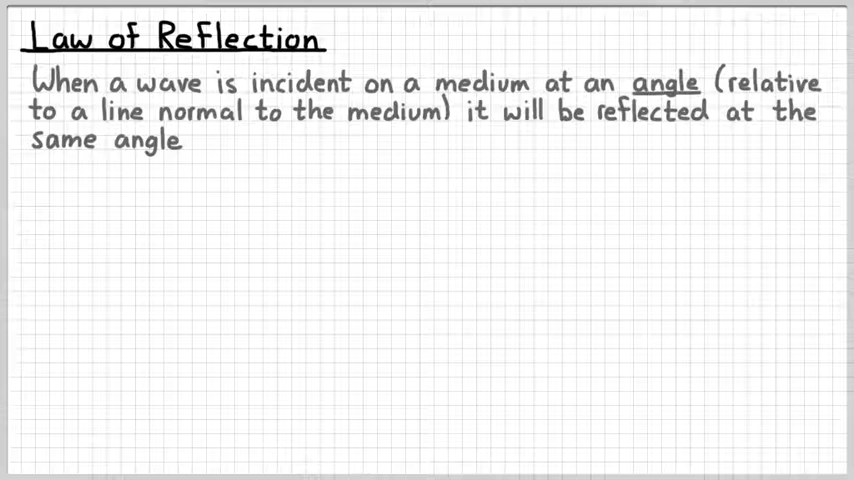 Law of Reflection
When a wave is incident on a medium at an angle (relative
to a line normal to the medium) it will be reflected at the
same angle